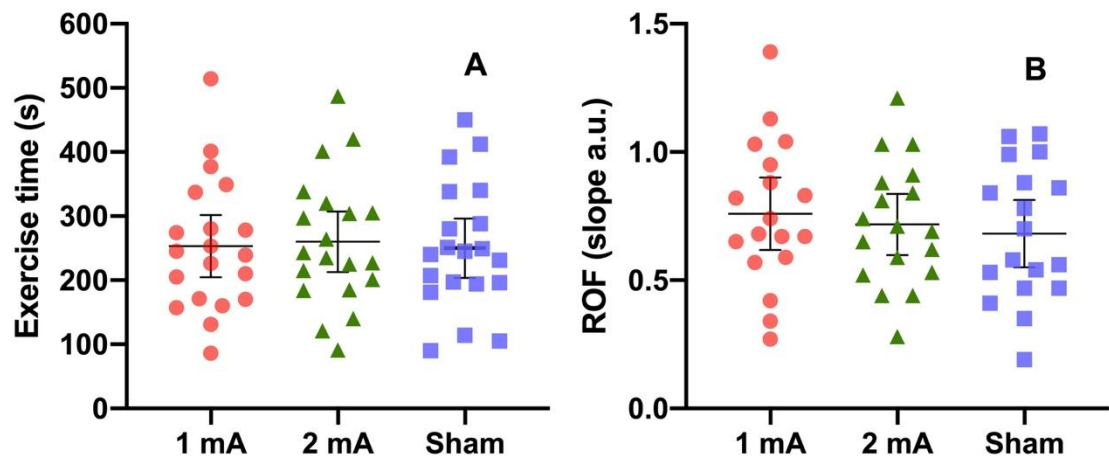 Exercise time (s)
600
500
400
300
200
100
0
A
1 mA
2 mA
Sham
ROF (slope a.u.)
1.5
1.0
0.5
0.0
B
1 mA
2 mA
Sham